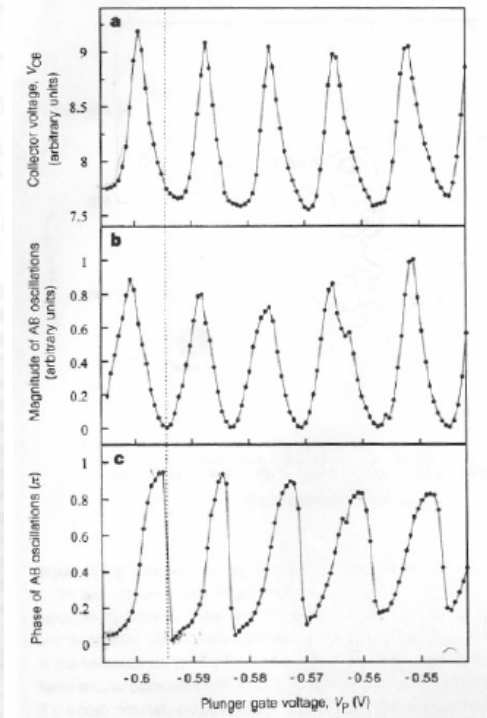 a
9
8.5
8
7.5
Collector voltage, VCB
(arbitrary units)
b
1
0.8
0.6
0.4
0.2
0
Magnitude of AB oscillations
(arbitrary units)
c
1
0.8
0.6
0.4
0.2
0
Phase of AB oscillations (π)
-0.6
-0.59
-0.58
-0.57
-0.56
-0.55
Plunger gate voltage, VP (V)